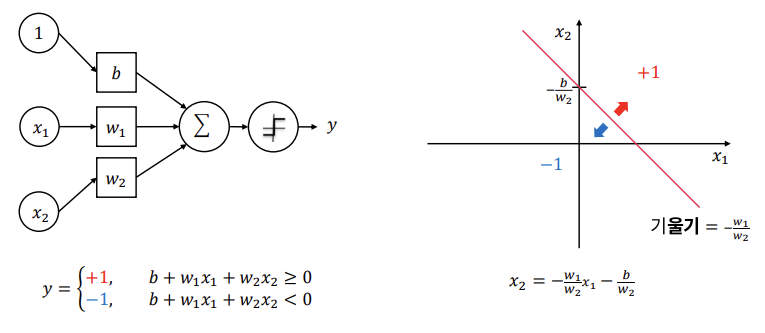 1
b
x₁
w₁
∑
y
x₂
w₂
y = { +1, b + w₁x₁ + w₂x₂ ≥ 0
−1, b + w₁x₁ + w₂x₂ < 0
x₂
+1
−b/w₂
−1
x₁
기울기 = −w₁/w₂
x₂ = −w₁/w₂ x₁ − b/w₂